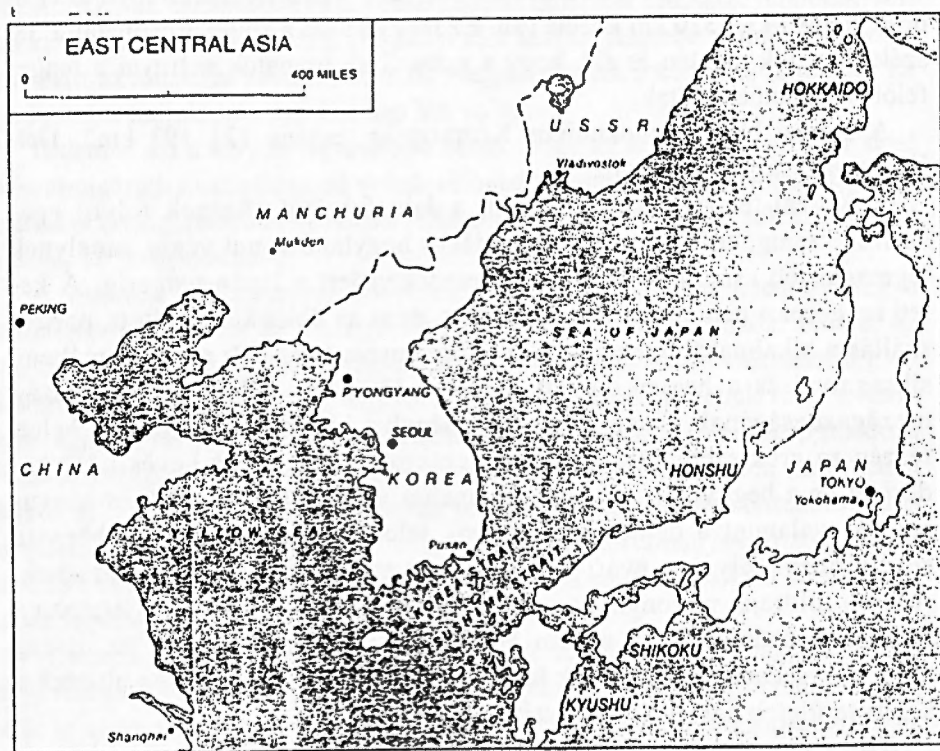 EAST CENTRAL ASIA
0 400 MILES
HOKKAIDO
U. S. S. R.
Vladivostok
MANCHURIA
Mukden
PEKING
SEA OF JAPAN
P'YONGYANG
SEOUL
CHINA
KOREA
HONSHU
JAPAN
TOKYO
Yokohama
YELLOW SEA
Pusan
KOREA STRAIT
TSUSHIMA STRAIT
SHIKOKU
KYUSHU
Shanghai